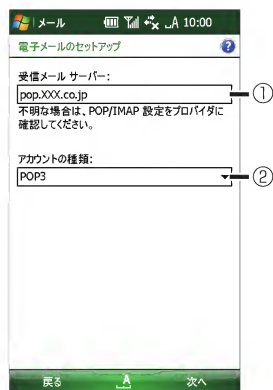 メール 10:00
電子メールのセットアップ
受信メール サーバー:
pop.XXX.co.jp ①
不明な場合は、POP/IMAP 設定をプロバイダに
確認してください。
アカウントの種類:
POP3 ②
戻る A 次へ